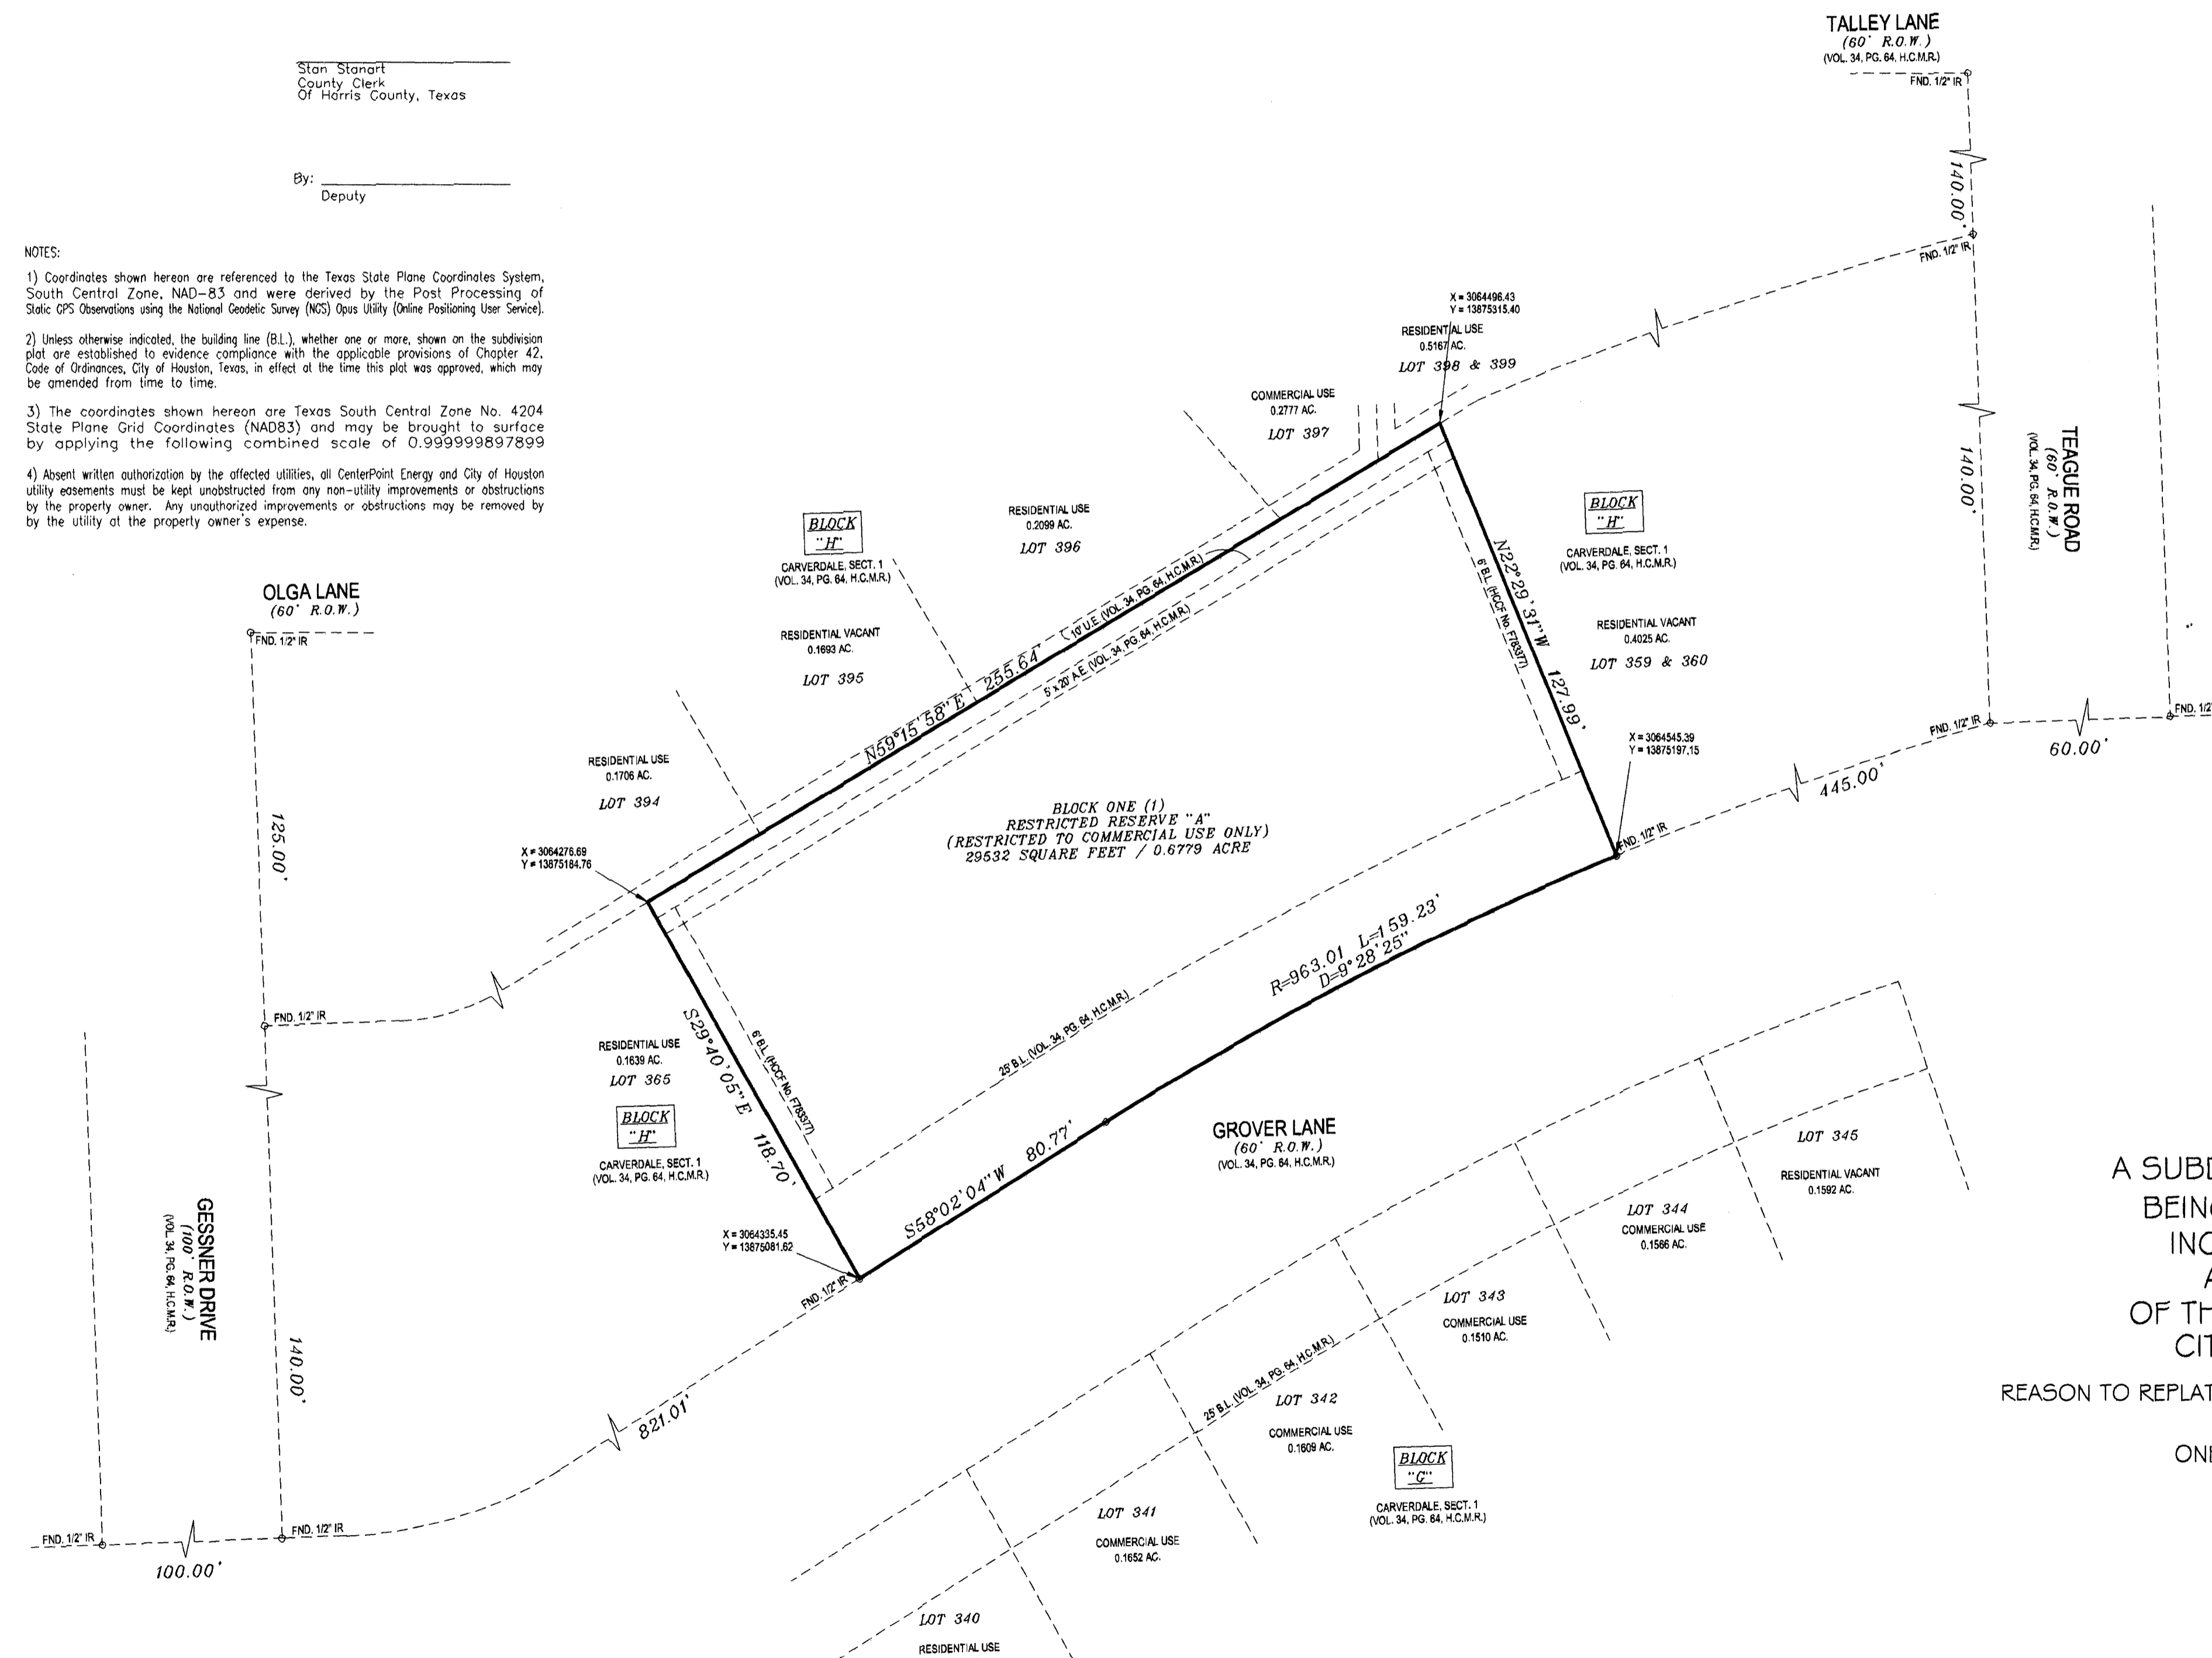 Stan Stanart
County Clerk
Of Harris County, Texas
By:
Deputy
NOTES:
1) Coordinates shown hereon are referenced to the Texas State Plane Coordinates System,
South Central Zone, NAD-83 and were derived by the Post Processing of
Static GPS Observations using the National Geodetic Survey (NGS) Opus Utility (Online Positioning User Service).
2) Unless otherwise indicated, the building line (B.L.), whether one or more, shown on the subdivision
plat are established to evidence compliance with the applicable provisions of Chapter 42,
Code of Ordinances, City of Houston, Texas, in effect at the time this plat was approved, which may
be amended from time to time.
3) The coordinates shown hereon are Texas South Central Zone No. 4204
State Plane Grid Coordinates (NAD83) and may be brought to surface
by applying the following combined scale of 0.999999897899
4) Absent written authorization by the affected utilities, all CenterPoint Energy and City of Houston
utility easements must be kept unobstructed from any non-utility improvements or obstructions
by the property owner. Any unauthorized improvements or obstructions may be removed by
by the utility at the property owner's expense.
TALLEY LANE
(60' R.O.W.)
(VOL. 34, PG. 64, H.C.M.R.)
FND. 1/2" IR
140.00'
FND. 1/2" IR
140.00'
TEAGUE ROAD
(60' R.O.W.)
(VOL. 34, PG. 64, H.C.M.R.)
FND. 1/2" IR
60.00'
FND. 1/2
445.00'
X = 3064496.43
Y = 13875315.40
RESIDENTIAL USE
0.5167 AC.
LOT 398 & 399
COMMERCIAL USE
0.2777 AC.
LOT 397
RESIDENTIAL USE
0.2099 AC.
LOT 396
BLOCK
"H"
CARVERDALE, SECT. 1
(VOL. 34, PG. 64, H.C.M.R.)
RESIDENTIAL VACANT
0.1693 AC.
LOT 395
RESIDENTIAL USE
0.1706 AC.
LOT 394
BLOCK
"H"
CARVERDALE, SECT. 1
(VOL. 34, PG. 64, H.C.M.R.)
RESIDENTIAL VACANT
0.4025 AC.
LOT 359 & 360
10' U.E. (VOL. 34, PG. 64, H.C.M.R.)
5' x 20' A.E. (VOL. 34, PG. 64, H.C.M.R.)
N59°15'58"E 255.64'
N22°29'31"W 127.99'
6' B.L. (HCCF No. F783377)
X = 3064545.39
Y = 13875197.15
FND. 1/2" IR
OLGA LANE
(60' R.O.W.)
FND. 1/2" IR
125.00'
X = 3064276.69
Y = 13875184.76
BLOCK ONE (1)
RESTRICTED RESERVE "A"
(RESTRICTED TO COMMERCIAL USE ONLY)
29532 SQUARE FEET / 0.6779 ACRE
R=963.01 L=159.23'
D=9°28'25"
25' B.L. (VOL. 34, PG. 64, H.C.M.R.)
FND. 1/2" IR
RESIDENTIAL USE
0.1639 AC.
LOT 365
BLOCK
"H"
CARVERDALE, SECT. 1
(VOL. 34, PG. 64, H.C.M.R.)
S29°40'05"E 118.70'
6' B.L. (HCCF No. F783377)
S58°02'04"W 80.77'
GROVER LANE
(60' R.O.W.)
(VOL. 34, PG. 64, H.C.M.R.)
X = 3064335.45
Y = 13875081.62
FND. 1/2" IR
GESSNER DRIVE
(100' R.O.W.)
(VOL. 34, PG. 64, H.C.M.R.)
140.00'
821.01'
FND. 1/2" IR
FND. 1/2" IR
100.00'
LOT 345
RESIDENTIAL VACANT
0.1592 AC.
LOT 344
COMMERCIAL USE
0.1566 AC.
LOT 343
COMMERCIAL USE
0.1510 AC.
25' B.L. (VOL. 34, PG. 64, H.C.M.R.)
LOT 342
COMMERCIAL USE
0.1609 AC.
BLOCK
"G"
CARVERDALE, SECT. 1
(VOL. 34, PG. 64, H.C.M.R.)
LOT 341
COMMERCIAL USE
0.1652 AC.
LOT 340
RESIDENTIAL USE
A SUBD
BEING
INC
A
OF TH
CIT
REASON TO REPLAT
ONE